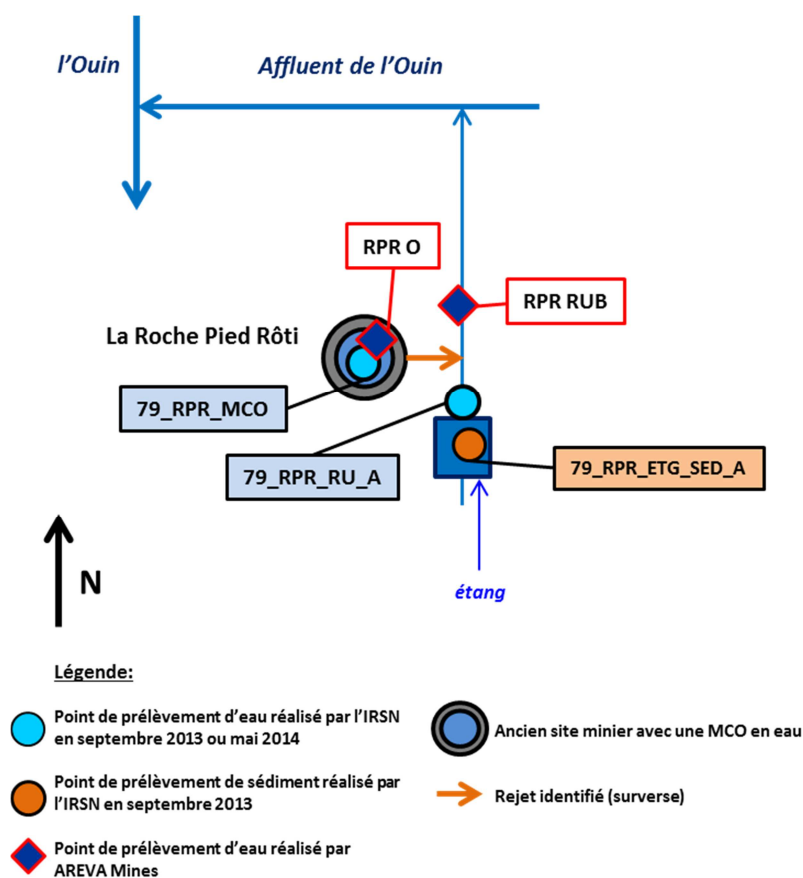 l'Ouin
Affluent de l'Ouin
RPR O
RPR RUB
La Roche Pied Rôti
79_RPR_MCO
79_RPR_RU_A
79_RPR_ETG_SED_A
N
étang
Légende:
Point de prélèvement d'eau réalisé par l'IRSN
en septembre 2013 ou mai 2014
Point de prélèvement de sédiment réalisé par
l'IRSN en septembre 2013
Point de prélèvement d'eau réalisé par
AREVA Mines
Ancien site minier avec une MCO en eau
Rejet identifié (surverse)